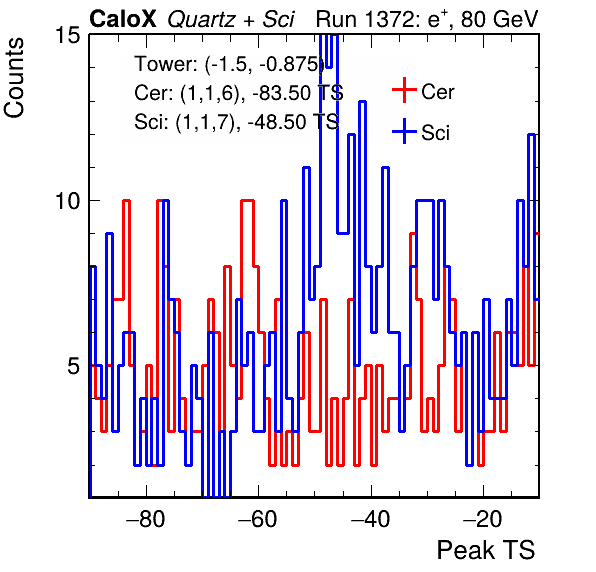 CaloX Quartz + Sci Run 1372: e+, 80 GeV
Counts
15
10
5
Tower: (-1.5, -0.875)
Cer: (1,1,6), -83.50 TS
Sci: (1,1,7), -48.50 TS
Cer
Sci
−80 −60 −40 −20
Peak TS